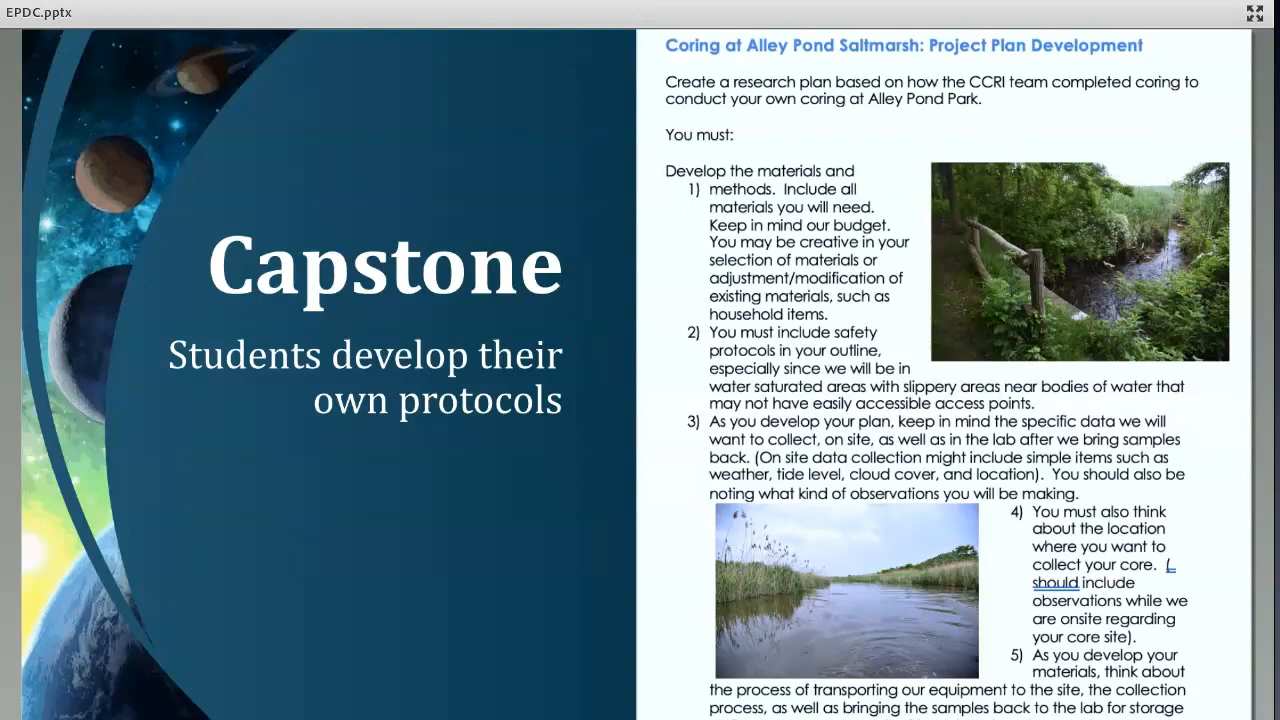 EPDC.pptx
Capstone
Students develop their
own protocols
Coring at Alley Pond Saltmarsh: Project Plan Development
Create a research plan based on how the CCRI team completed coring to
conduct your own coring at Alley Pond Park.
You must:
Develop the materials and
1) methods. Include all
materials you will need.
Keep in mind our budget.
You may be creative in your
selection of materials or
adjustment/modification of
existing materials, such as
household items.
2) You must include safety
protocols in your outline,
especially since we will be in
water saturated areas with slippery areas near bodies of water that
may not have easily accessible access points.
3) As you develop your plan, keep in mind the specific data we will
want to collect, on site, as well as in the lab after we bring samples
back. (On site data collection might include simple items such as
weather, tide level, cloud cover, and location). You should also be
noting what kind of observations you will be making.
4) You must also think
about the location
where you want to
collect your core. (
should include
observations while we
are onsite regarding
your core site).
5) As you develop your
materials, think about
the process of transporting our equipment to the site, the collection
process, as well as bringing the samples back to the lab for storage